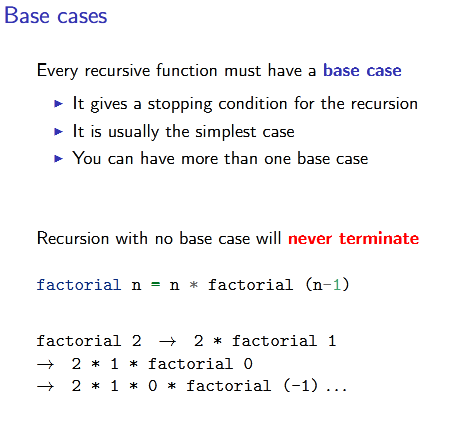 Base cases
Every recursive function must have a base case
▶ It gives a stopping condition for the recursion
▶ It is usually the simplest case
▶ You can have more than one base case
Recursion with no base case will never terminate
factorial n = n * factorial (n-1)
factorial 2 → 2 * factorial 1
→ 2 * 1 * factorial 0
→ 2 * 1 * 0 * factorial (-1) ...